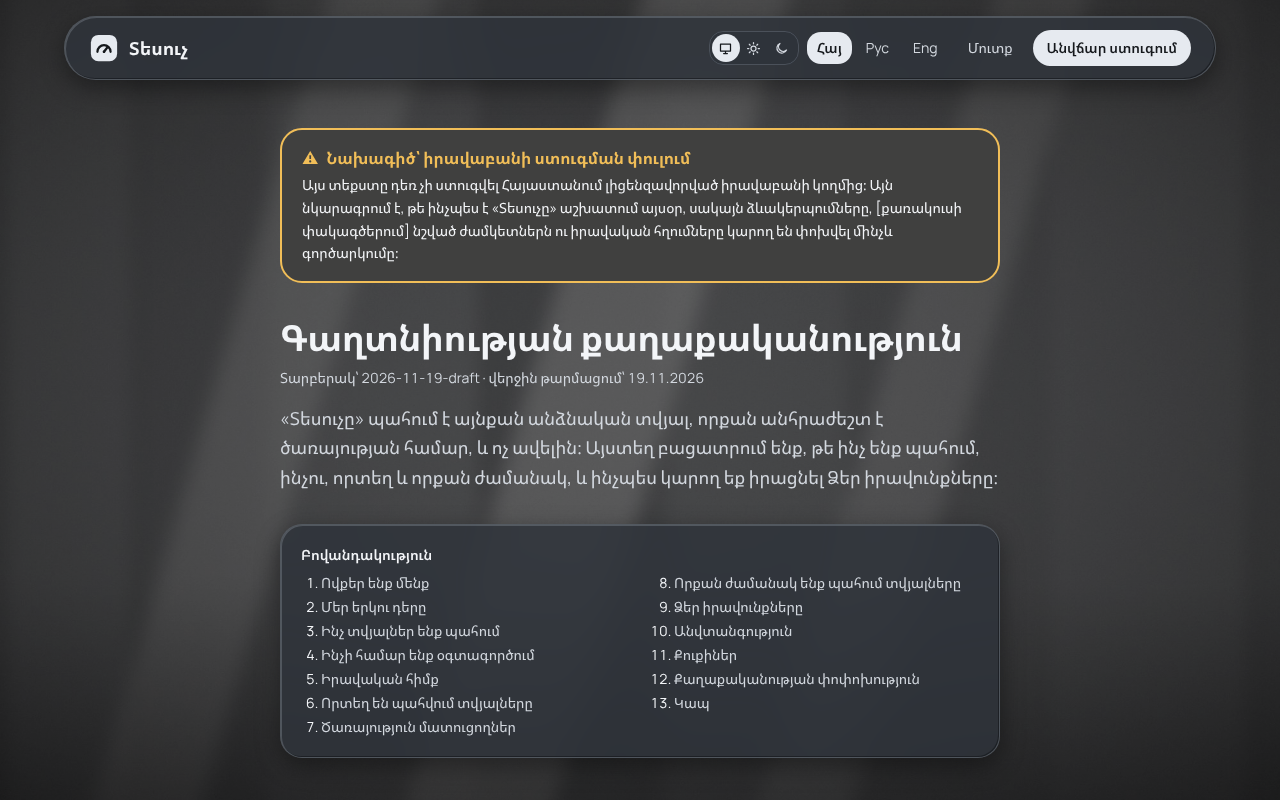 Տեսուչ
Հայ
Рус
Eng
Մուտք
Անվճար ստուգում
Նախագիծ՝ իրավաբանի ստուգման փուլում
Այս տեքստը դեռ չի ստուգվել Հայաստանում լիցենզավորված իրավաբանի կողմից: Այն
նկարագրում է, թե ինչպես է «Տեսուչը» աշխատում այսօր, սակայն ձևակերպումները, [քառակուսի
փակագծերում] նշված ժամկետներն ու իրավական հղումները կարող են փոխվել մինչև
գործարկումը:
Գաղտնիության քաղաքականություն
Տարբերակ՝ 2026-11-19-draft · վերջին թարմացում՝ 19.11.2026
«Տեսուչը» պահում է այնքան անձնական տվյալ, որքան անհրաժեշտ է
ծառայության համար, և ոչ ավելին: Այստեղ բացատրում ենք, թե ինչ ենք պահում,
ինչու, որտեղ և որքան ժամանակ, և ինչպես կարող եք իրացնել Ձեր իրավունքները:
Բովանդակություն
1. Ովքեր ենք մենք
2. Մեր երկու դերը
3. Ինչ տվյալներ ենք պահում
4. Ինչի համար ենք օգտագործում
5. Իրավական հիմք
6. Որտեղ են պահվում տվյալները
7. Ծառայություն մատուցողներ
8. Որքան ժամանակ ենք պահում տվյալները
9. Ձեր իրավունքները
10. Անվտանգություն
11. Քուքիներ
12. Քաղաքականության փոփոխություն
13. Կապ